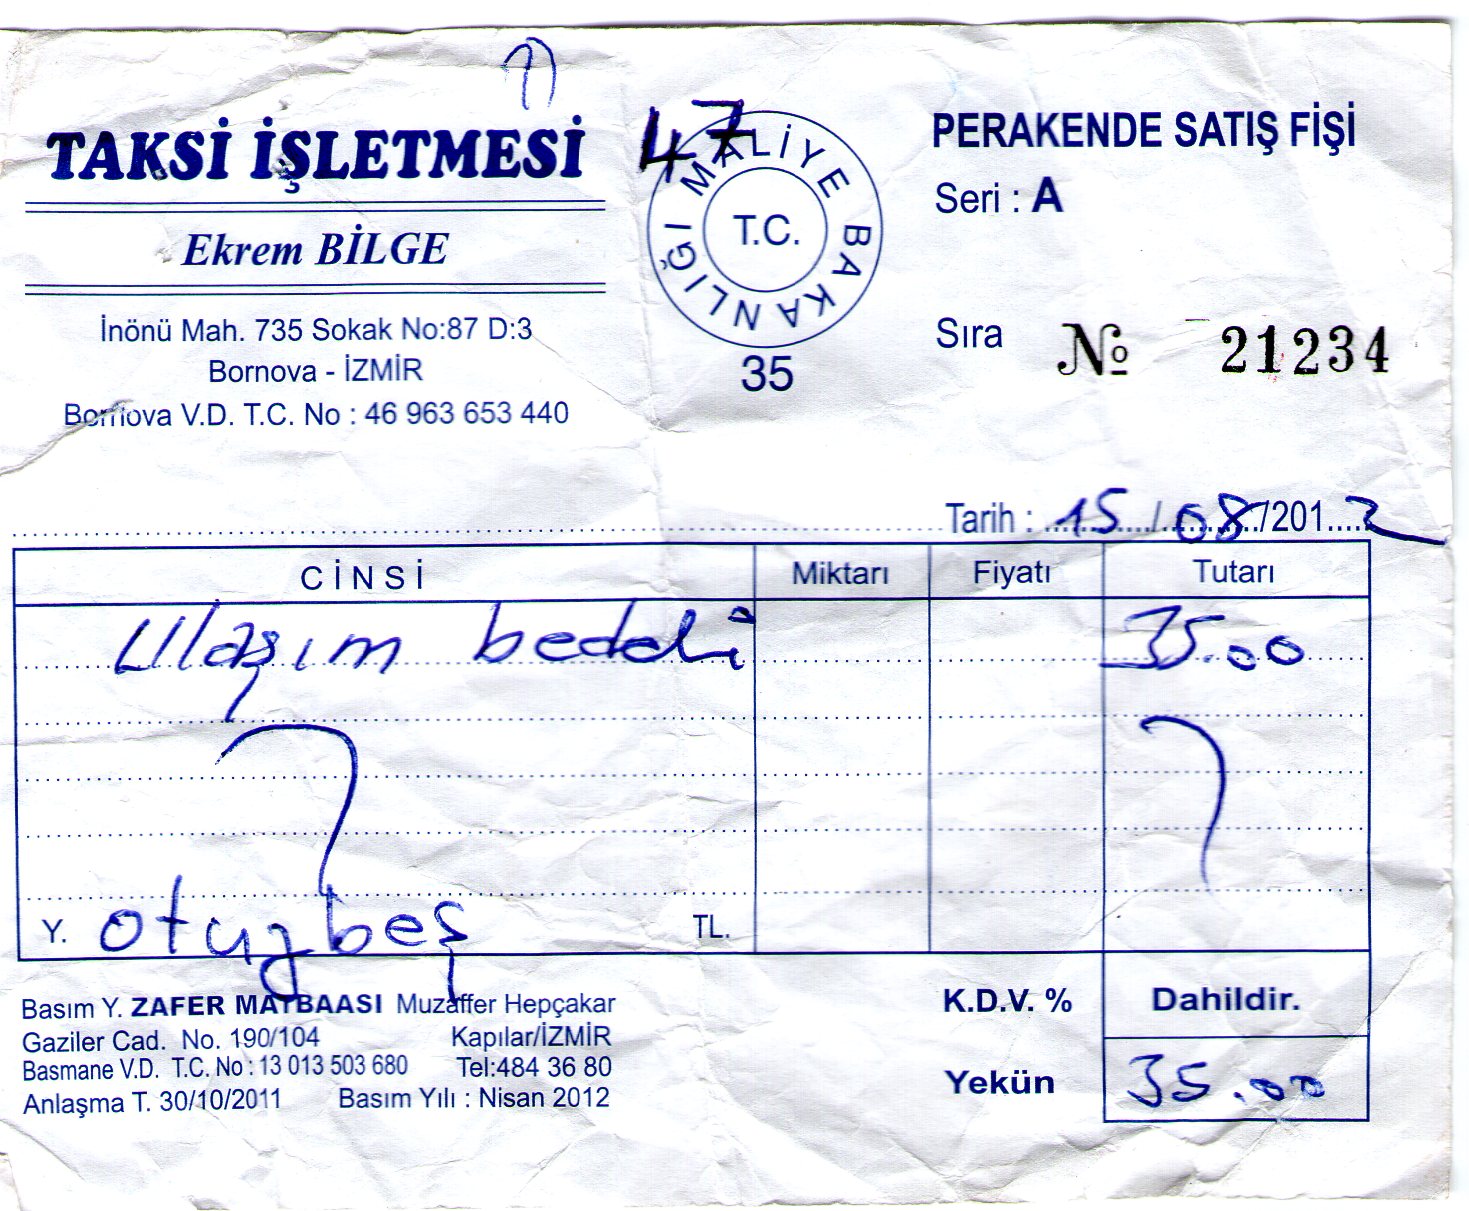 1)
TAKSİ İŞLETMESİ
Ekrem BİLGE
İnönü Mah. 735 Sokak No:87 D:3
Bornova - İZMİR
Bornova V.D. T.C. No : 46 963 653 440
47
MALİYE BAKANLIĞI
T.C.
35
PERAKENDE SATIŞ FİŞİ
Seri : A
Sıra № 21234
Tarih : 15/08/2012
CİNSİ Miktarı Fiyatı Tutarı
Ulaşım bedeli 35.00
Y. otuzbeş TL.
K.D.V. % Dahildir.
Yekün 35.00
Basım Y. ZAFER MATBAASI Muzaffer Hepçakar
Gaziler Cad. No. 190/104 Kapılar/İZMİR
Basmane V.D. T.C. No : 13 013 503 680 Tel:484 36 80
Anlaşma T. 30/10/2011 Basım Yılı : Nisan 2012